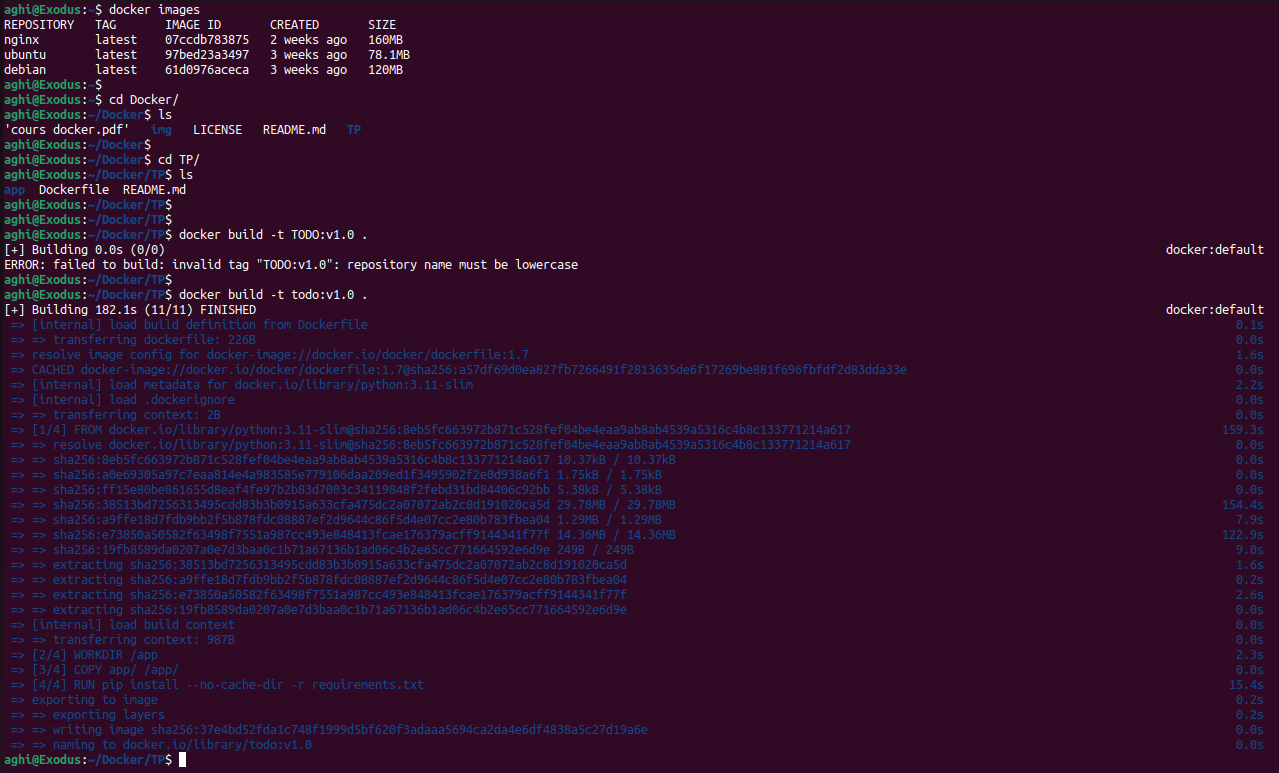 aghi@Exodus:~$ docker images
REPOSITORY   TAG       IMAGE ID       CREATED       SIZE
nginx        latest    07ccdb783875   2 weeks ago   160MB
ubuntu       latest    97bed23a3497   3 weeks ago   78.1MB
debian       latest    61d0976aceca   3 weeks ago   120MB
aghi@Exodus:~$
aghi@Exodus:~$ cd Docker/
aghi@Exodus:~/Docker$ ls
'cours docker.pdf'   img   LICENSE   README.md   TP
aghi@Exodus:~/Docker$
aghi@Exodus:~/Docker$ cd TP/
aghi@Exodus:~/Docker/TP$ ls
app  Dockerfile  README.md
aghi@Exodus:~/Docker/TP$
aghi@Exodus:~/Docker/TP$
aghi@Exodus:~/Docker/TP$ docker build -t TODO:v1.0 .
[+] Building 0.0s (0/0) docker:default
ERROR: failed to build: invalid tag "TODO:v1.0": repository name must be lowercase
aghi@Exodus:~/Docker/TP$
aghi@Exodus:~/Docker/TP$ docker build -t todo:v1.0 .
[+] Building 182.1s (11/11) FINISHED docker:default
=> [internal] load build definition from Dockerfile 0.1s
=> => transferring dockerfile: 226B 0.0s
=> resolve image config for docker-image://docker.io/docker/dockerfile:1.7 1.6s
=> CACHED docker-image://docker.io/docker/dockerfile:1.7@sha256:a57df69d0ea827fb7266491f2813635de6f17269be881f696fbfdf2d83dda33e 0.0s
=> [internal] load metadata for docker.io/library/python:3.11-slim 2.2s
=> [internal] load .dockerignore 0.0s
=> => transferring context: 2B 0.0s
=> [1/4] FROM docker.io/library/python:3.11-slim@sha256:8eb5fc663972b871c528fef04be4eaa9ab8ab4539a5316c4b8c133771214a617 159.3s
=> => resolve docker.io/library/python:3.11-slim@sha256:8eb5fc663972b871c528fef04be4eaa9ab8ab4539a5316c4b8c133771214a617 0.0s
=> => sha256:8eb5fc663972b871c528fef04be4eaa9ab8ab4539a5316c4b8c133771214a617 10.37kB / 10.37kB 0.0s
=> => sha256:a0e69305a97c7eaa814e4a983585e779106daa209ed1f3495902f2e0d938a6f1 1.75kB / 1.75kB 0.0s
=> => sha256:ff15e80be861655d8eaf4fe97b2b83d7003c34119848f2febd31bd84406c92bb 5.38kB / 5.38kB 0.0s
=> => sha256:38513bd7256313495cdd83b3b0915a633cfa475dc2a07072ab2c8d191020ca5d 29.78MB / 29.78MB 154.4s
=> => sha256:a9ffe18d7fdb9bb2f5b878fdc08887ef2d9644c86f5d4e07cc2e80b783fbea04 1.29MB / 1.29MB 7.9s
=> => sha256:e73850a50582f63498f7551a987cc493e848413fcae176379acff9144341f77f 14.36MB / 14.36MB 122.9s
=> => sha256:19fb8589da0207a0e7d3baa0c1b71a67136b1ad06c4b2e65cc771664592e6d9e 249B / 249B 9.0s
=> => extracting sha256:38513bd7256313495cdd83b3b0915a633cfa475dc2a07072ab2c8d191020ca5d 1.6s
=> => extracting sha256:a9ffe18d7fdb9bb2f5b878fdc08887ef2d9644c86f5d4e07cc2e80b783fbea04 0.2s
=> => extracting sha256:e73850a50582f63498f7551a987cc493e848413fcae176379acff9144341f77f 2.6s
=> => extracting sha256:19fb8589da0207a0e7d3baa0c1b71a67136b1ad06c4b2e65cc771664592e6d9e 0.0s
=> [internal] load build context 0.0s
=> => transferring context: 987B 0.0s
=> [2/4] WORKDIR /app 2.3s
=> [3/4] COPY app/ /app/ 0.0s
=> [4/4] RUN pip install --no-cache-dir -r requirements.txt 15.4s
=> exporting to image 0.2s
=> => exporting layers 0.2s
=> => writing image sha256:37e4bd52fda1c748f1999d5bf620f3adaaa5694ca2da4e6df4838a5c27d19a6e 0.0s
=> => naming to docker.io/library/todo:v1.0 0.0s
aghi@Exodus:~/Docker/TP$